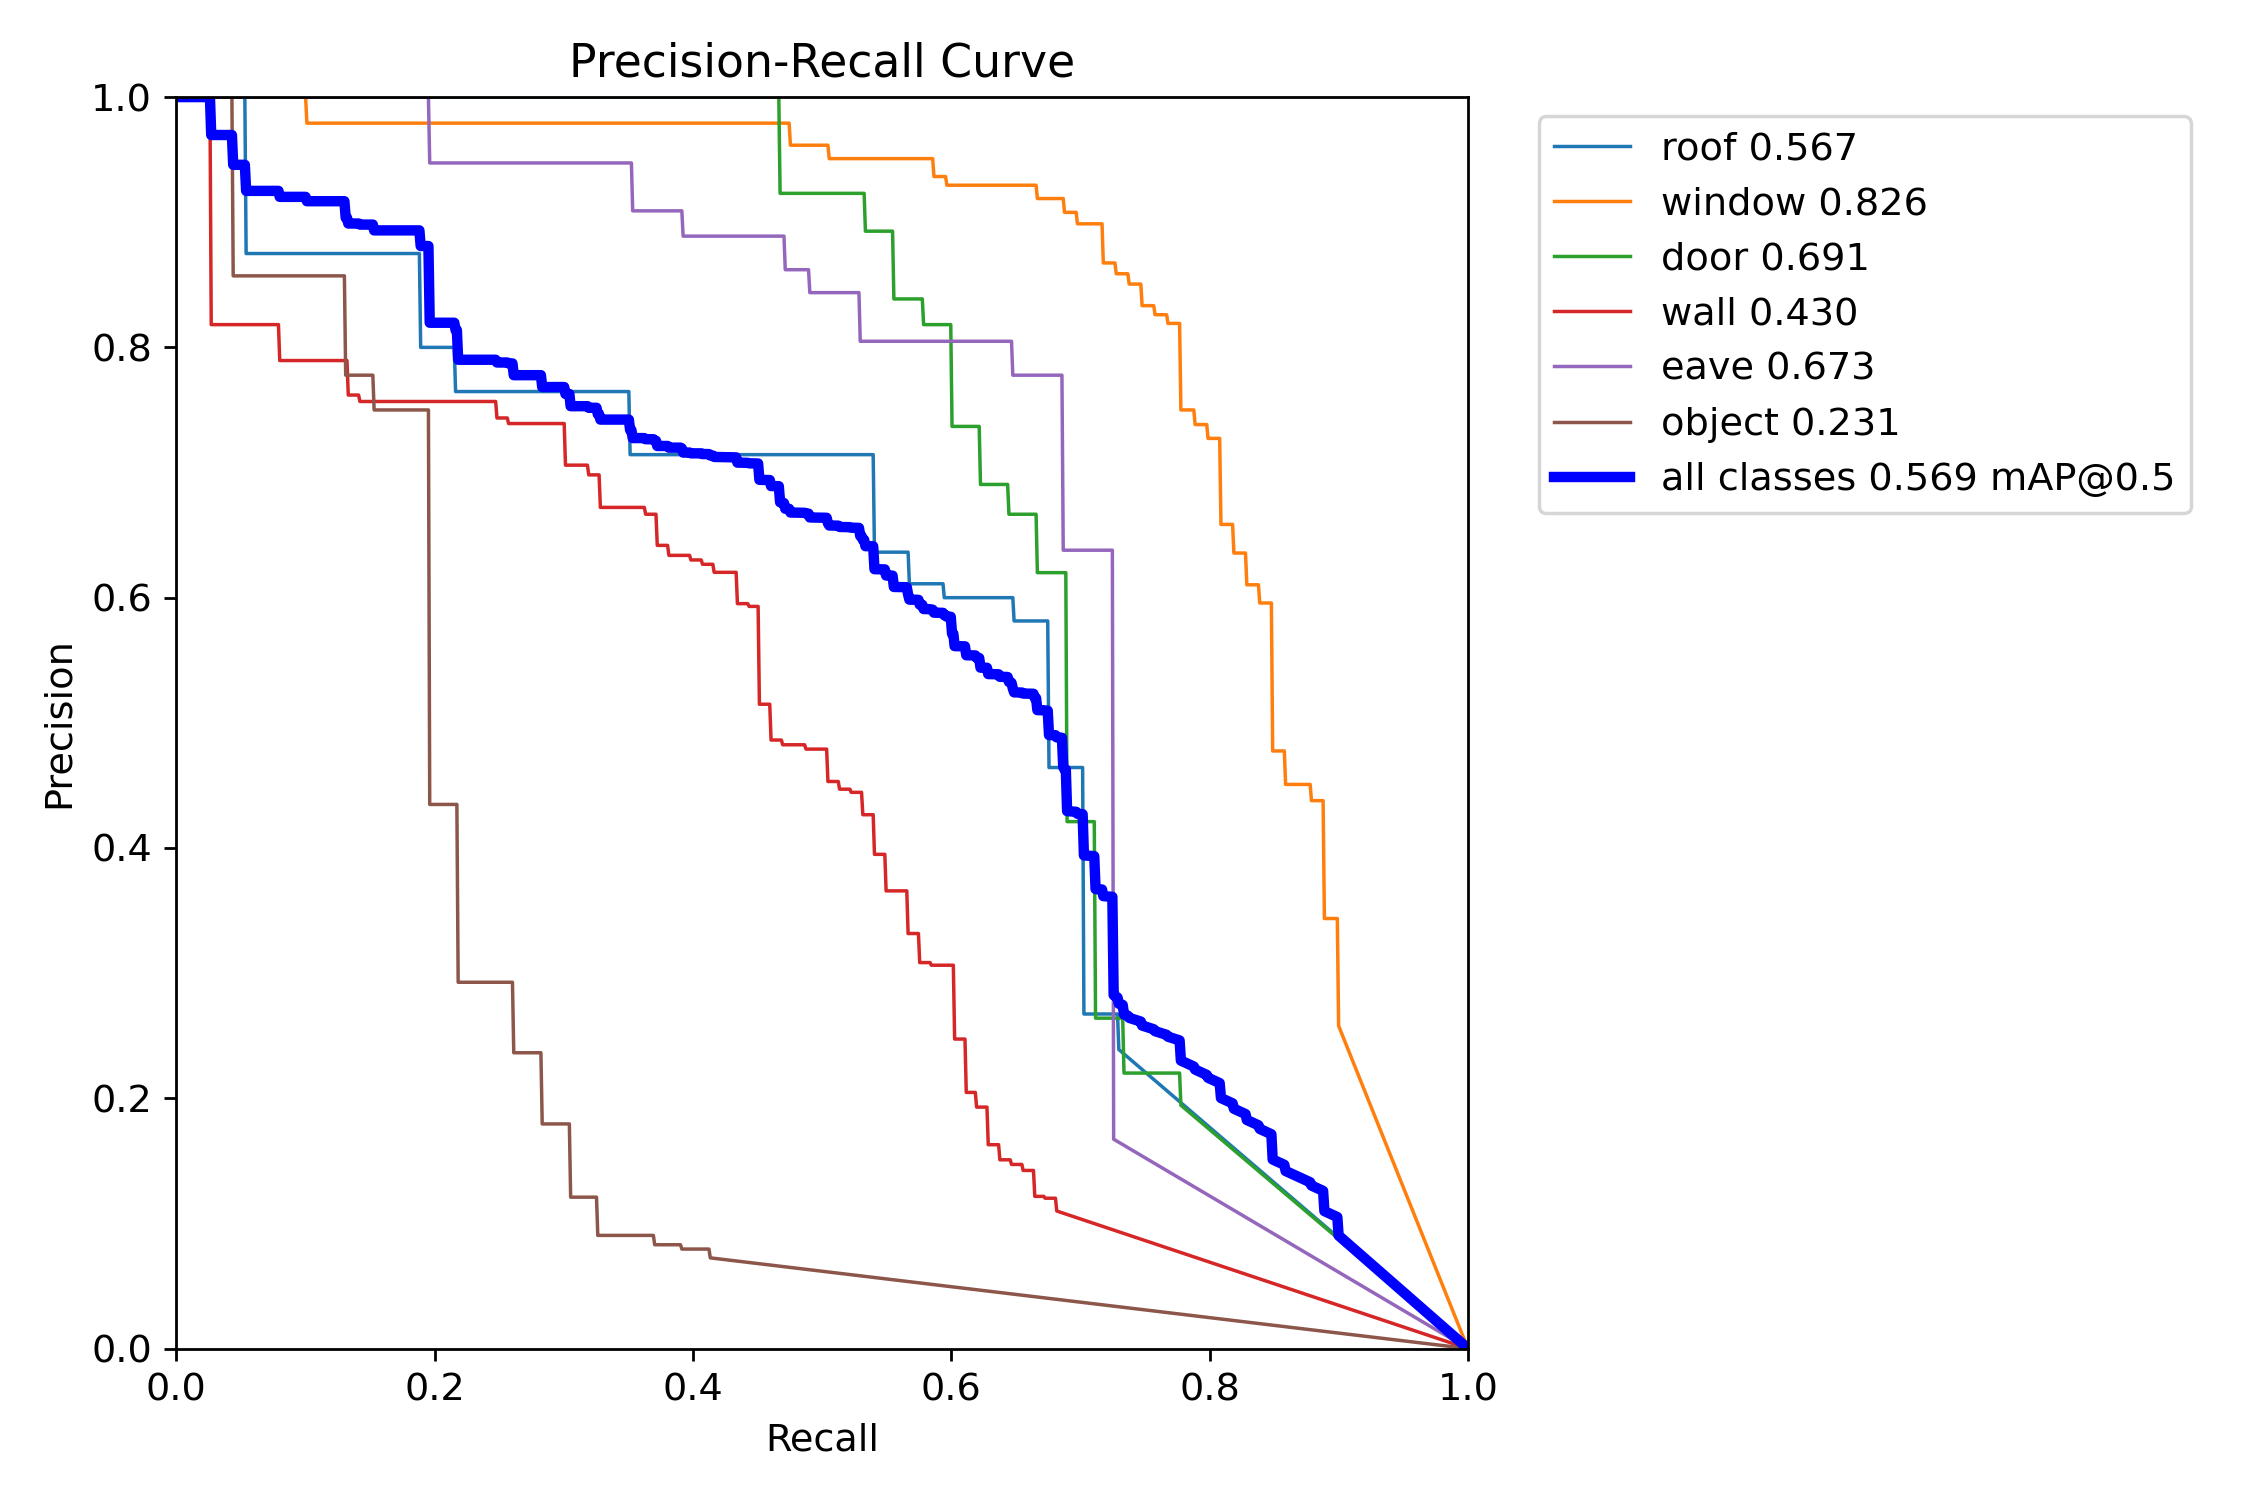 Precision-Recall Curve
1.0
0.8
0.6
0.4
0.2
0.0
Precision
0.0 0.2 0.4 0.6 0.8 1.0
Recall
roof 0.567
window 0.826
door 0.691
wall 0.430
eave 0.673
object 0.231
all classes 0.569 mAP@0.5